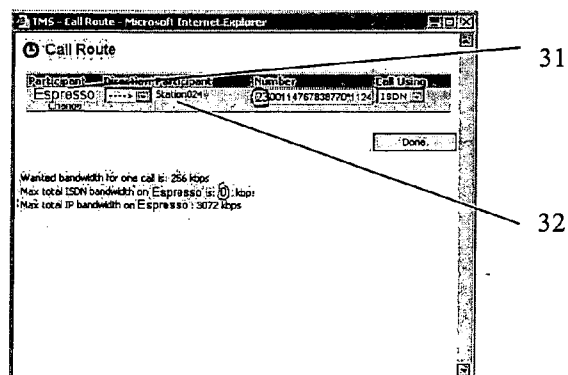 TMS - Call Route - Microsoft Internet Explorer
Call Route
Participant Direction Participant Number Call Using
Espresso ----> Station024 ISDN
Change
Done
Wanted bandwidth for one call is: 256 kbps
Max total ISDN bandwidth on Espresso is: 0 kbps
Max total IP bandwidth on Espresso : 3072 kbps
31
32